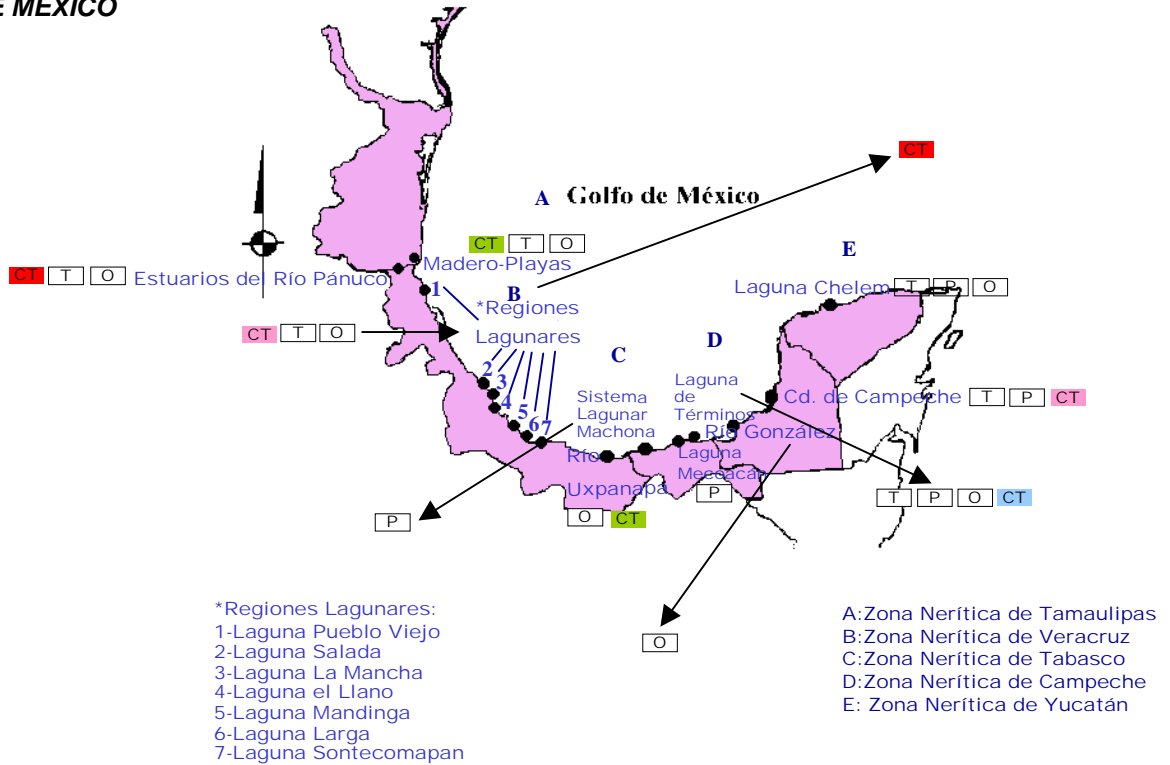 E MÉXICO
CT
A Golfo de México
CT T O
E
CT T O Estuarios del Río Pánuco
Madero-Playas
Laguna Chelem T P O
1
B
*Regiones
Lagunares
CT T O
D
C
2
3
4
5
6
7
Sistema
Lagunar
Machona
Laguna
de
Términos
Cd. de Campeche T P CT
Río González
Río
Uxpanapa
Laguna
Mecoacán
P
T P O CT
P
O CT
O
*Regiones Lagunares:
1-Laguna Pueblo Viejo
2-Laguna Salada
3-Laguna La Mancha
4-Laguna el Llano
5-Laguna Mandinga
6-Laguna Larga
7-Laguna Sontecomapan
A:Zona Nerítica de Tamaulipas
B:Zona Nerítica de Veracruz
C:Zona Nerítica de Tabasco
D:Zona Nerítica de Campeche
E: Zona Nerítica de Yucatán